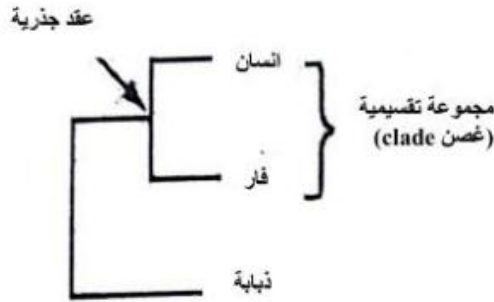 عقد جذرية
انسان
مجموعة تقسيمية
(غصن clade)
فار
ذبابة